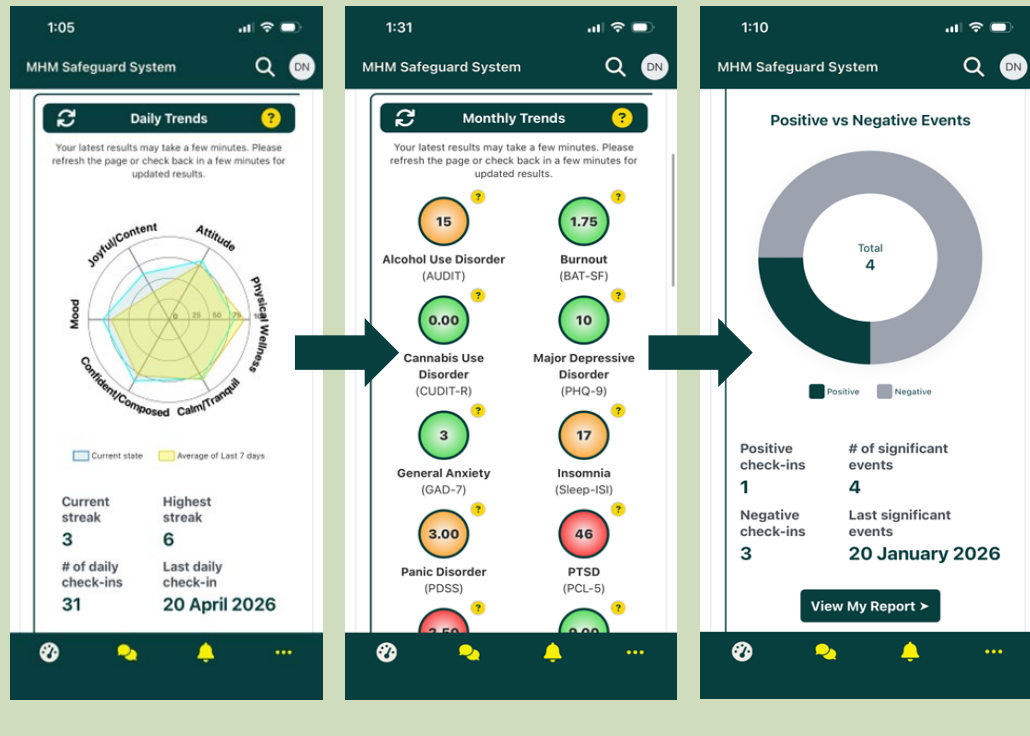 1:05
MHM Safeguard System
DN
Daily Trends
?
Your latest results may take a few minutes. Please
refresh the page or check back in a few minutes for
updated results.
Joyful/Content
Attitude
Mood
Physical Wellness
0 25 50 75
Confident/Composed
Calm/Tranquil
Current state
Average of Last 7 days
Current
streak
3
Highest
streak
6
# of daily
check-ins
31
Last daily
check-in
20 April 2026
1:31
MHM Safeguard System
DN
Monthly Trends
?
Your latest results may take a few minutes. Please
refresh the page or check back in a few minutes for
updated results.
?
15
Alcohol Use Disorder
(AUDIT)
?
1.75
Burnout
(BAT-SF)
?
0.00
Cannabis Use
Disorder
(CUDIT-R)
?
10
Major Depressive
Disorder
(PHQ-9)
?
3
General Anxiety
(GAD-7)
?
17
Insomnia
(Sleep-ISI)
?
3.00
Panic Disorder
(PDSS)
?
46
PTSD
(PCL-5)
?
?
1:10
MHM Safeguard System
DN
Positive vs Negative Events
Total
4
Positive
Negative
Positive
check-ins
1
# of significant
events
4
Negative
check-ins
3
Last significant
events
20 January 2026
View My Report ➤